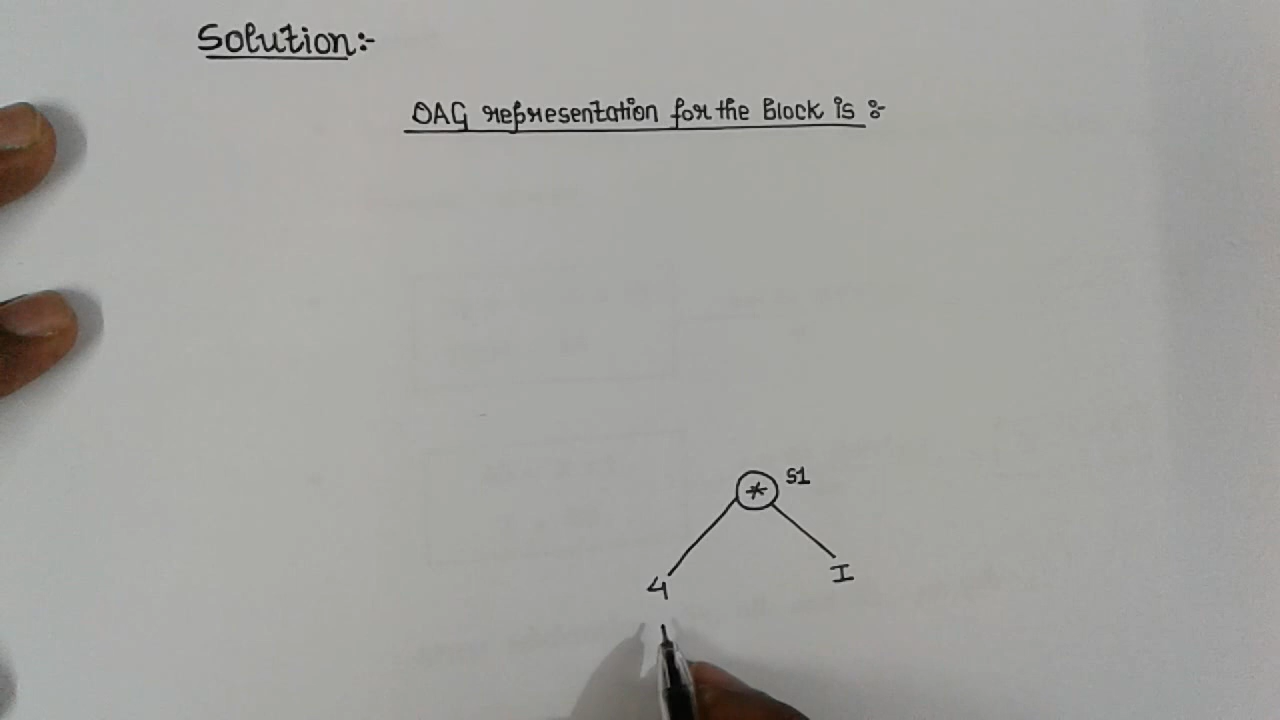 Solution:-
DAG representation for the Block is :-
* S1
4 I